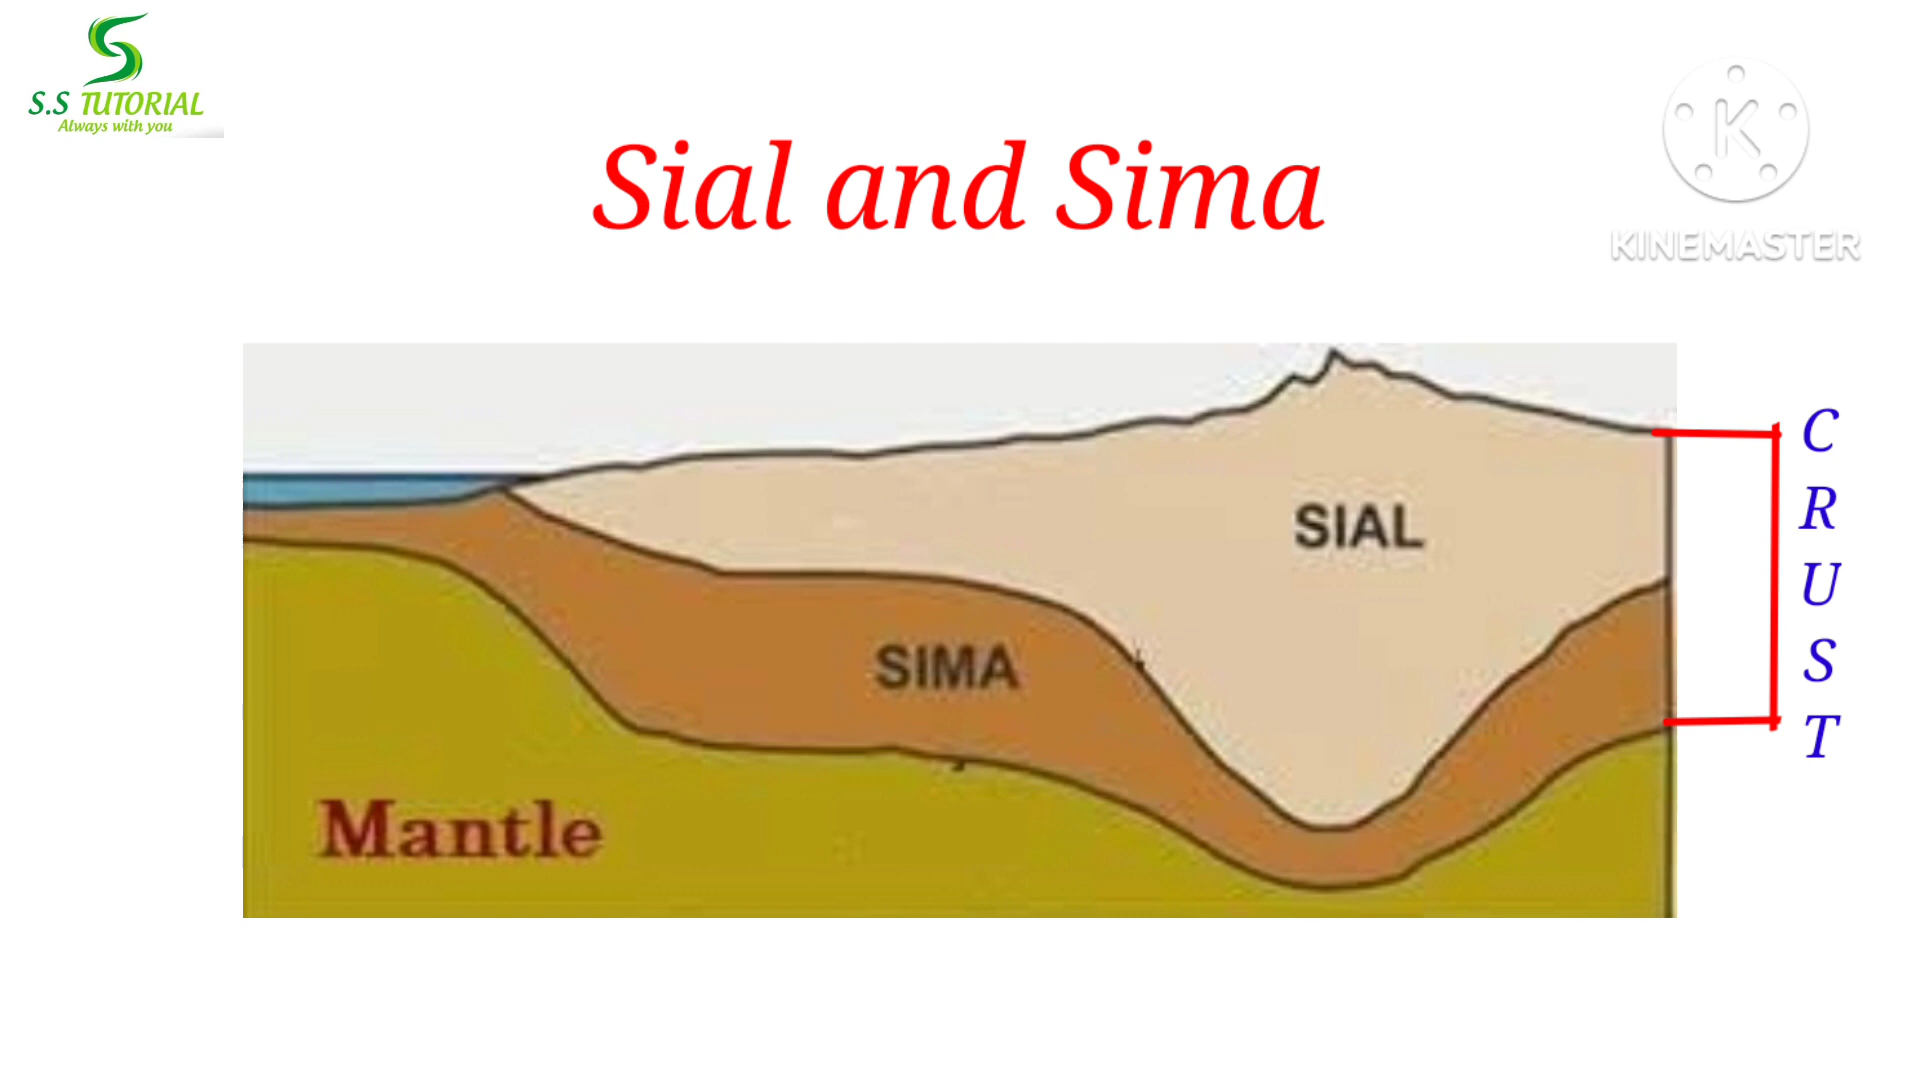 S.S TUTORIAL
Always with you
Sial and Sima
KINEMASTER
SIAL
SIMA
Mantle
C
R
U
S
T